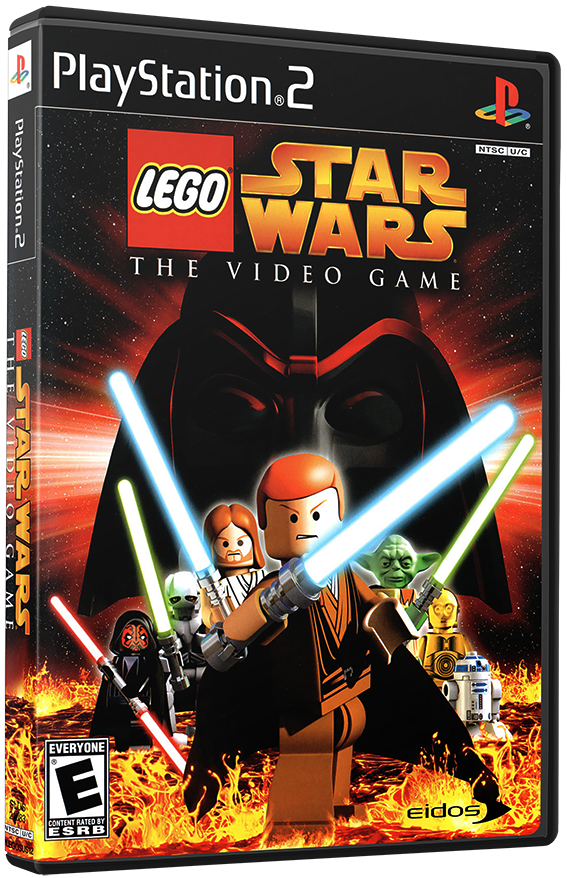 PlayStation®2
NTSC U/C
LEGO®
STAR
WARS®
THE VIDEO GAME
EVERYONE
E
®
CONTENT RATED BY
ESRB
eidos
PlayStation®2
LEGO
STAR WARS
THE VIDEO GAME
NTSC U/C